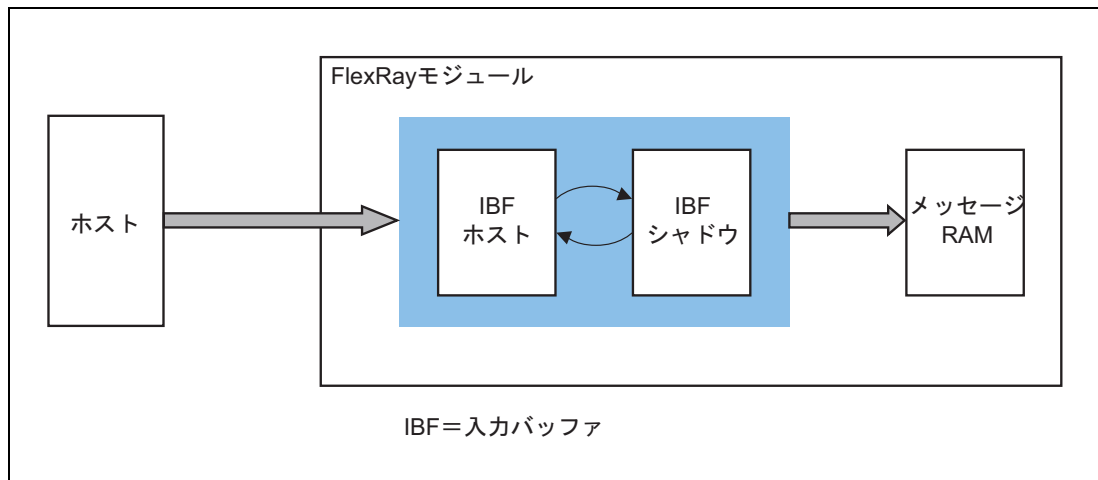 FlexRayモジュール
ホスト
IBF
ホスト
IBF
シャドウ
メッセージ
RAM
IBF＝入力バッファ